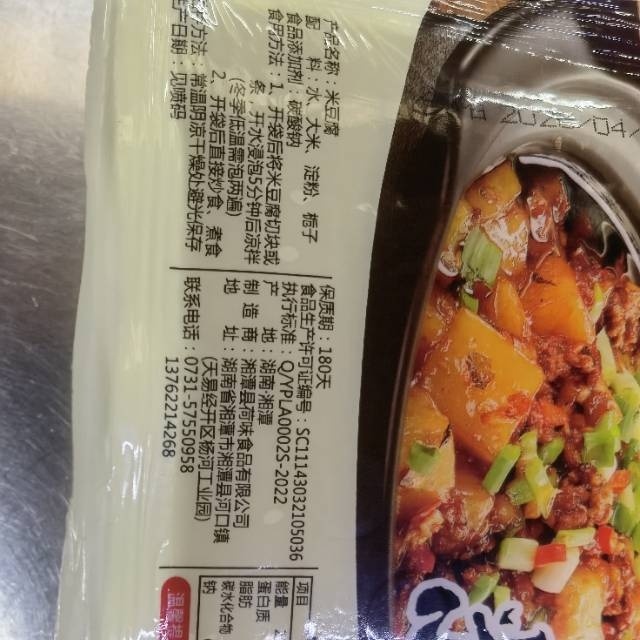 产品名称：米豆腐
配 料：水、大米、淀粉、栀子
食品添加剂：碳酸钠
食用方法：1、开袋后将米豆腐切块或
条，开水浸泡5分钟后凉拌
(冬季低温需泡两遍)
2、开袋后直接炒食、煮食
方法：常温阴凉干燥处避光保存
生产日期：见喷码
保质期：180天
食品生产许可证编号：SC11143032105036
执行标准：Q/YPLA0002S-2022
产 地：湖南·湘潭
制造商：湘潭县荷味食品有限公司
地 址：湖南省湘潭市湘潭县河口镇
(天易经开区杨河工业园)
联系电话：0731-57550958
13762214268
项目
能量
蛋白质
脂肪
碳水化合物
钠
温馨提